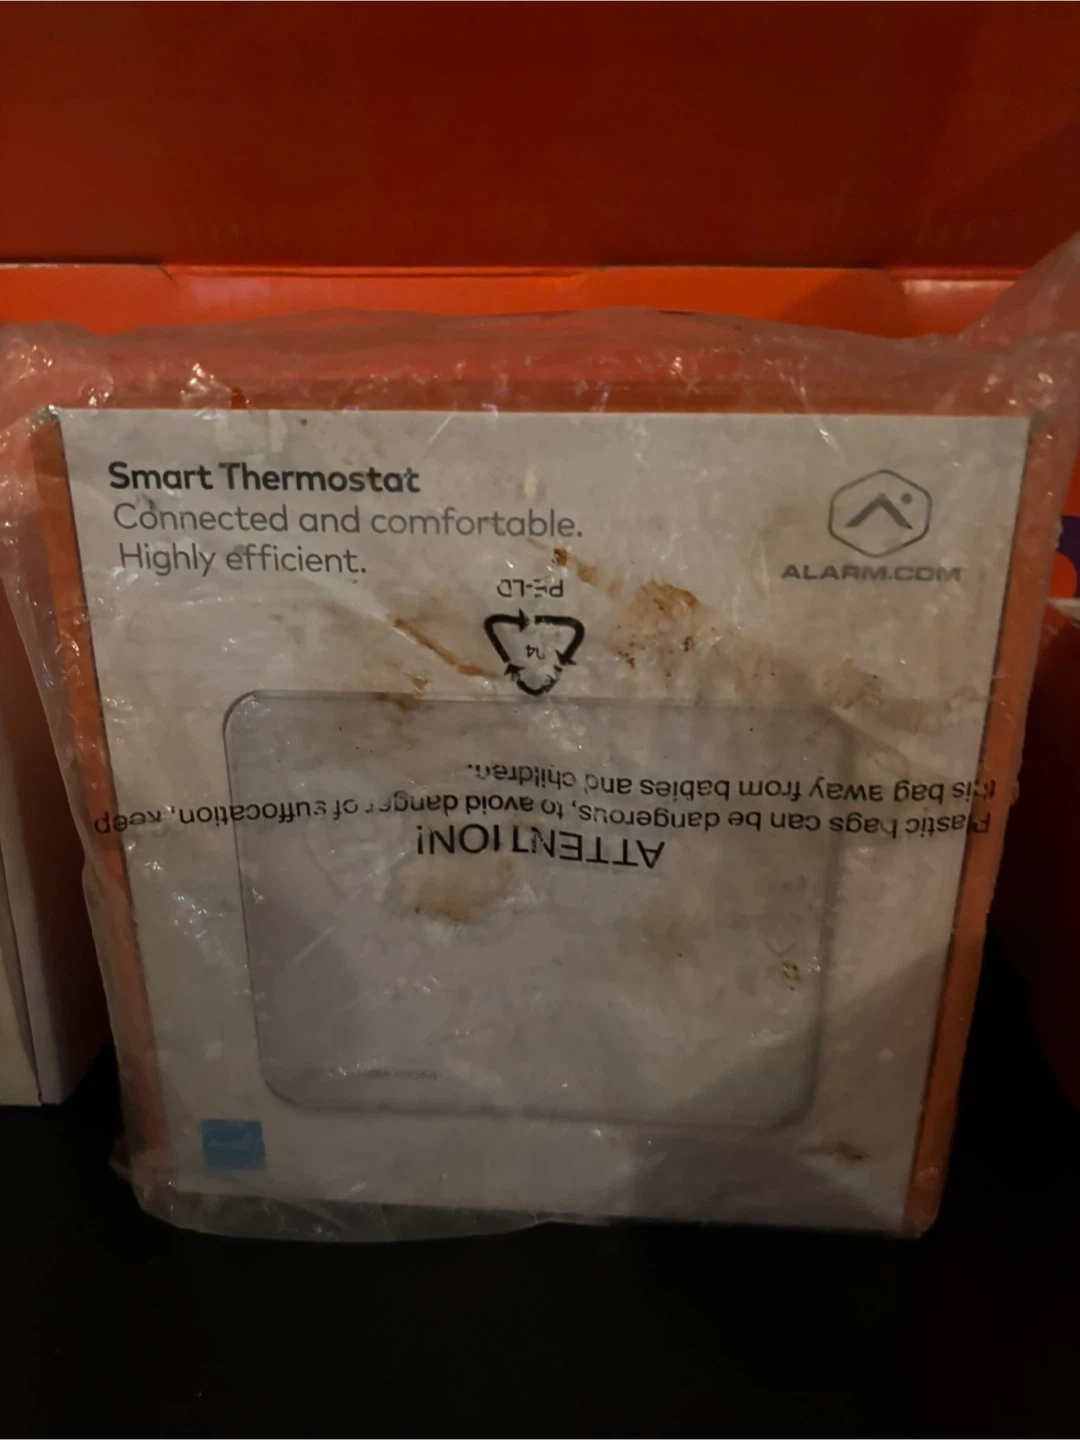 Smart Thermostat
Connected and comfortable.
Highly efficient.
ALARM.COM
PE-LD
04
ATTENTION!
Plastic bags can be dangerous, to avoid danger of suffocation, keep
this bag away from babies and children.